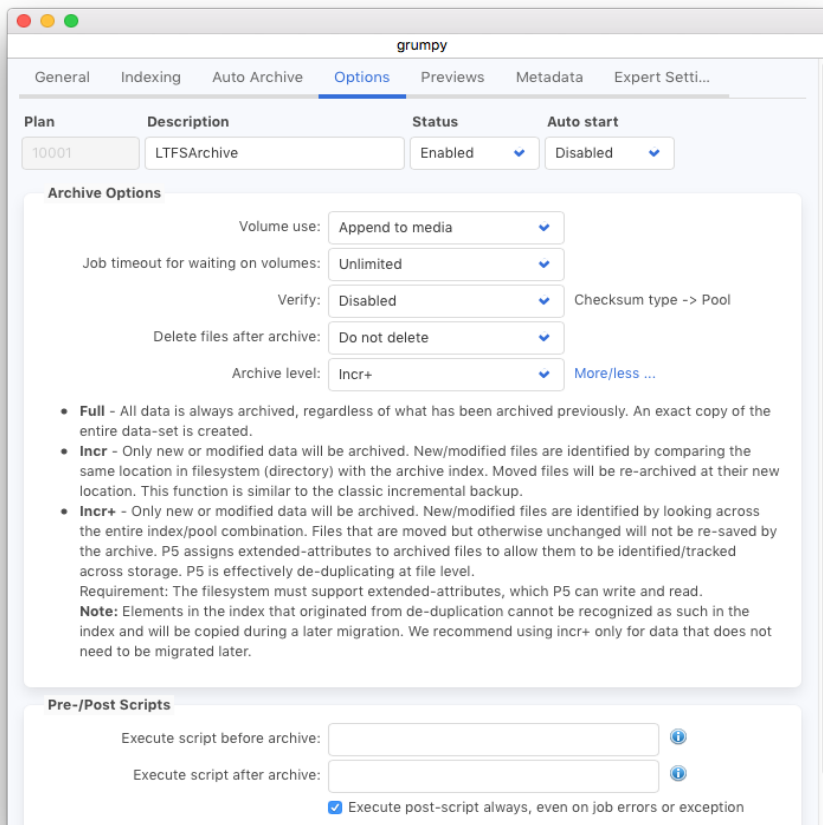 grumpy
General Indexing Auto Archive Options Previews Metadata Expert Setti...
Plan Description Status Auto start
10001 LTFSArchive Enabled Disabled
Archive Options
Volume use: Append to media
Job timeout for waiting on volumes: Unlimited
Verify: Disabled Checksum type -> Pool
Delete files after archive: Do not delete
Archive level: Incr+ More/less ...
• Full - All data is always archived, regardless of what has been archived previously. An exact copy of the
entire data-set is created.
• Incr - Only new or modified data will be archived. New/modified files are identified by comparing the
same location in filesystem (directory) with the archive index. Moved files will be re-archived at their new
location. This function is similar to the classic incremental backup.
• Incr+ - Only new or modified data will be archived. New/modified files are identified by looking across
the entire index/pool combination. Files that are moved but otherwise unchanged will not be re-saved by
the archive. P5 assigns extended-attributes to archived files to allow them to be identified/tracked
across storage. P5 is effectively de-duplicating at file level.
Requirement: The filesystem must support extended-attributes, which P5 can write and read.
Note: Elements in the index that originated from de-duplication cannot be recognized as such in the
index and will be copied during a later migration. We recommend using incr+ only for data that does not
need to be migrated later.
Pre-/Post Scripts
Execute script before archive:
Execute script after archive:
Execute post-script always, even on job errors or exception